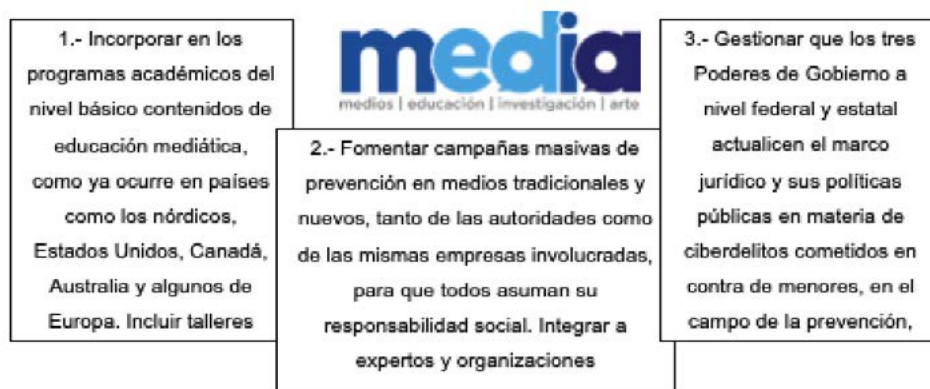 1.- Incorporar en los
programas académicos del
nivel básico contenidos de
educación mediática,
como ya ocurre en países
como los nórdicos,
Estados Unidos, Canadá,
Australia y algunos de
Europa. Incluir talleres
media
medios | educación | investigación | arte
2.- Fomentar campañas masivas de
prevención en medios tradicionales y
nuevos, tanto de las autoridades como
de las mismas empresas involucradas,
para que todos asuman su
responsabilidad social. Integrar a
expertos y organizaciones
3.- Gestionar que los tres
Poderes de Gobierno a
nivel federal y estatal
actualicen el marco
jurídico y sus políticas
públicas en materia de
ciberdelitos cometidos en
contra de menores, en el
campo de la prevención,